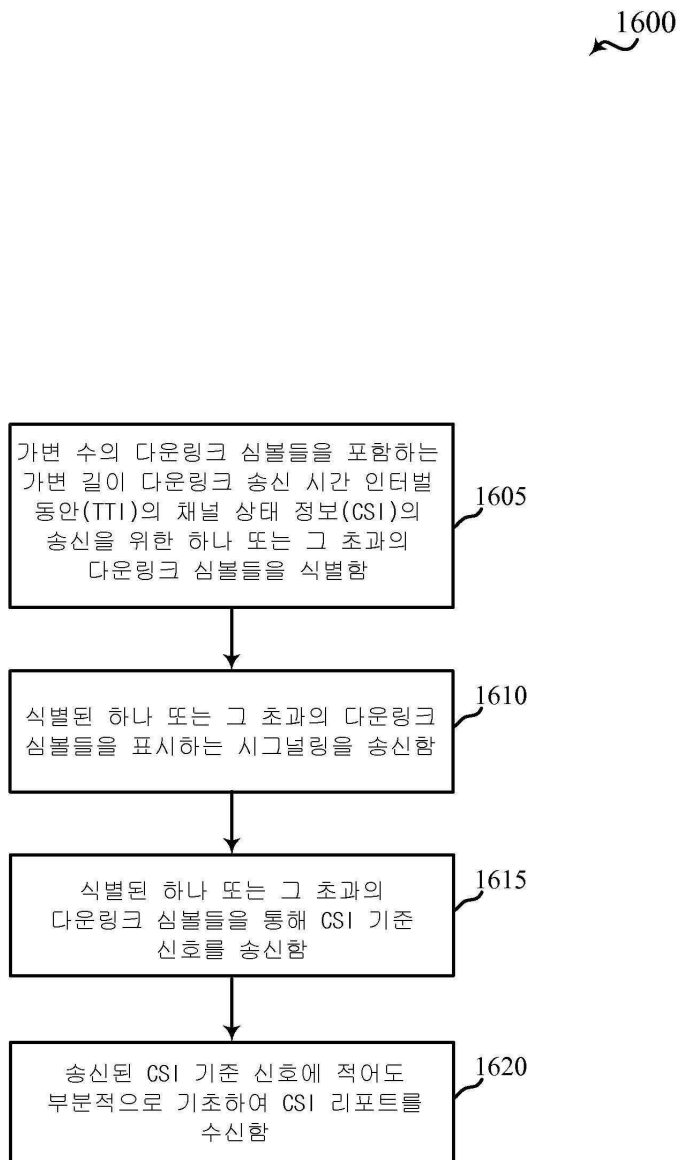 1600
가변 수의 다운링크 심볼들을 포함하는
가변 길이 다운링크 송신 시간 인터벌
동안(TTI)의 채널 상태 정보(CSI)의
송신을 위한 하나 또는 그 초과의
다운링크 심볼들을 식별함
1605
식별된 하나 또는 그 초과의 다운링크
심볼들을 표시하는 시그널링을 송신함
1610
식별된 하나 또는 그 초과의
다운링크 심볼들을 통해 CSI 기준
신호를 송신함
1615
송신된 CSI 기준 신호에 적어도
부분적으로 기초하여 CSI 리포트를
수신함
1620